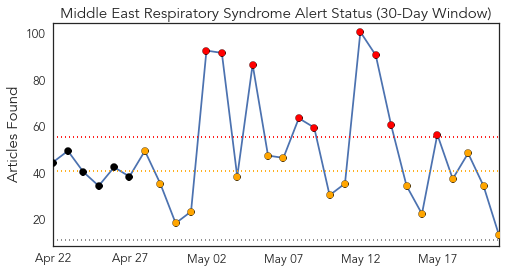 Middle East Respiratory Syndrome Alert Status (30-Day Window)
Articles Found
100
80
60
40
20
Apr 22
Apr 27
May 02
May 07
May 12
May 17